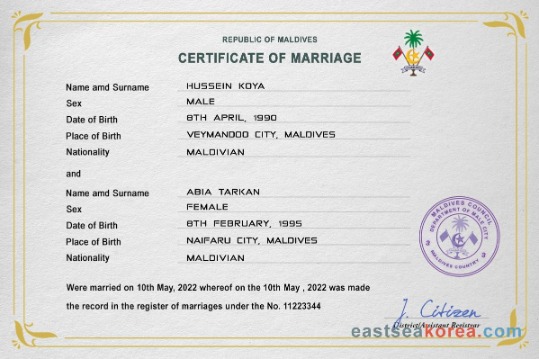 REPUBLIC OF MALDIVES
CERTIFICATE OF MARRIAGE
Name and Surname HUSSEIN KOYA
Sex MALE
Date of Birth 8TH APRIL, 1990
Place of Birth VEYMANDOO CITY, MALDIVES
Nationality MALDIVIAN
and
Name amd Surname ABIA TARKAN
Sex FEMALE
Date of Birth 8TH FEBRUARY, 1995
Place of Birth NAIFARU CITY, MALDIVES
Nationality MALDIVIAN
MALDIVES COUNCIL
DEPARTMENT OF MALE CITY
MALDIVES COUNTRY
Were married on 10th May, 2022 whereof on the 10th May , 2022 was made
the record in the register of marriages under the No. 11223344
J. Citizen
District/Assistant Registrar
eastseakorea.com